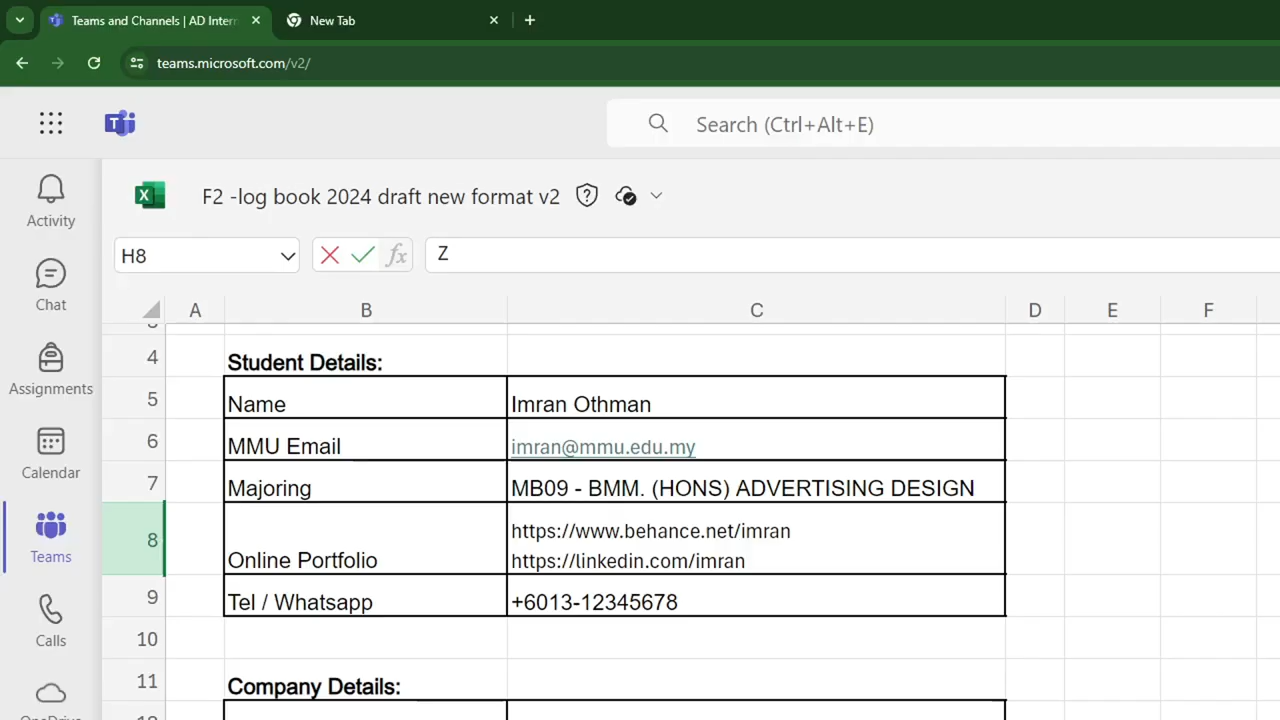 Teams and Channels | AD Intern
New Tab
teams.microsoft.com/v2/
Search (Ctrl+Alt+E)
Activity
Chat
Assignments
Calendar
Teams
Calls
F2 -log book 2024 draft new format v2
H8
fx
Z
A B C D E F
4 Student Details:
5 Name Imran Othman
6 MMU Email imran@mmu.edu.my
7 Majoring MB09 - BMM. (HONS) ADVERTISING DESIGN
8 Online Portfolio https://www.behance.net/imran
https://linkedin.com/imran
9 Tel / Whatsapp +6013-12345678
10
11 Company Details: